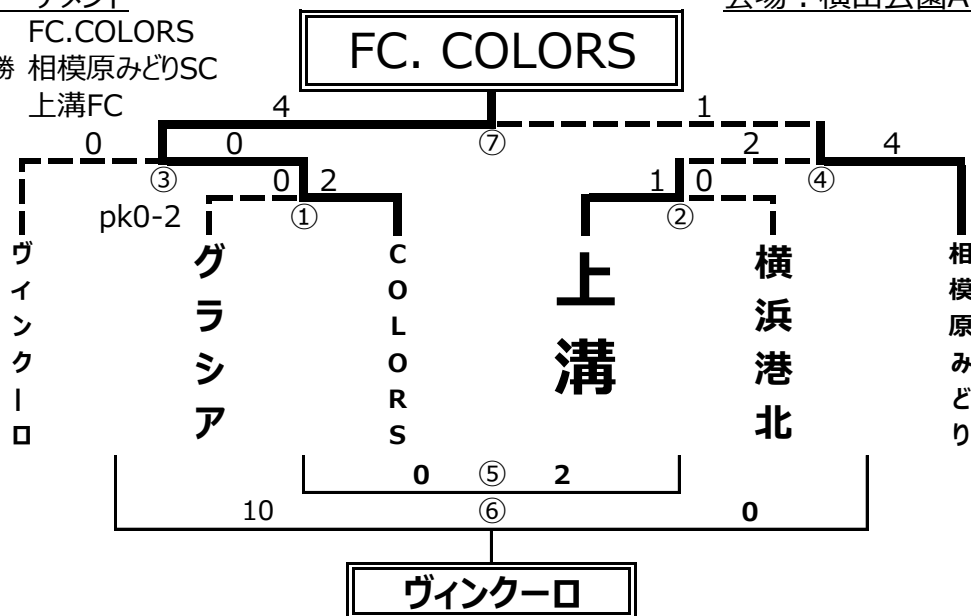 FC.COLORS
勝 相模原みどりSC
上溝FC
FC. COLORS
4 1
0 0 ⑦ 2 4
③ 0 2 1 0 ④
pk0-2 ① ②
ヴィンクーロ
グラシア
COLORS
上溝
横浜港北
相模原みどり
0 ⑤ 2
10 ⑥ 0
ヴィンクーロ